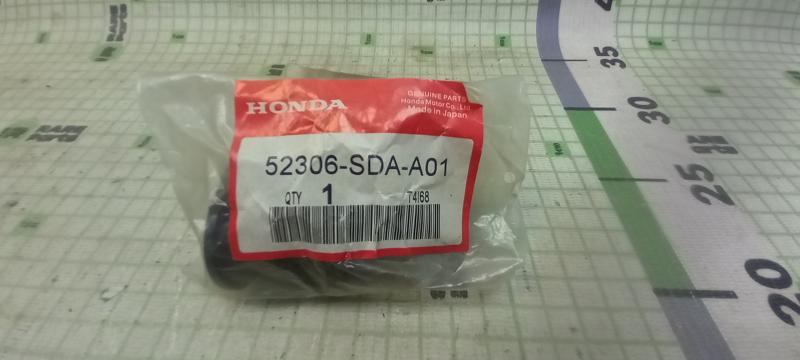 HONDA
GENUINE PARTS
Honda Motor Co., Ltd.
Made in Japan
52306-SDA-A01
QTY 1 T4I68
35
30
25
20